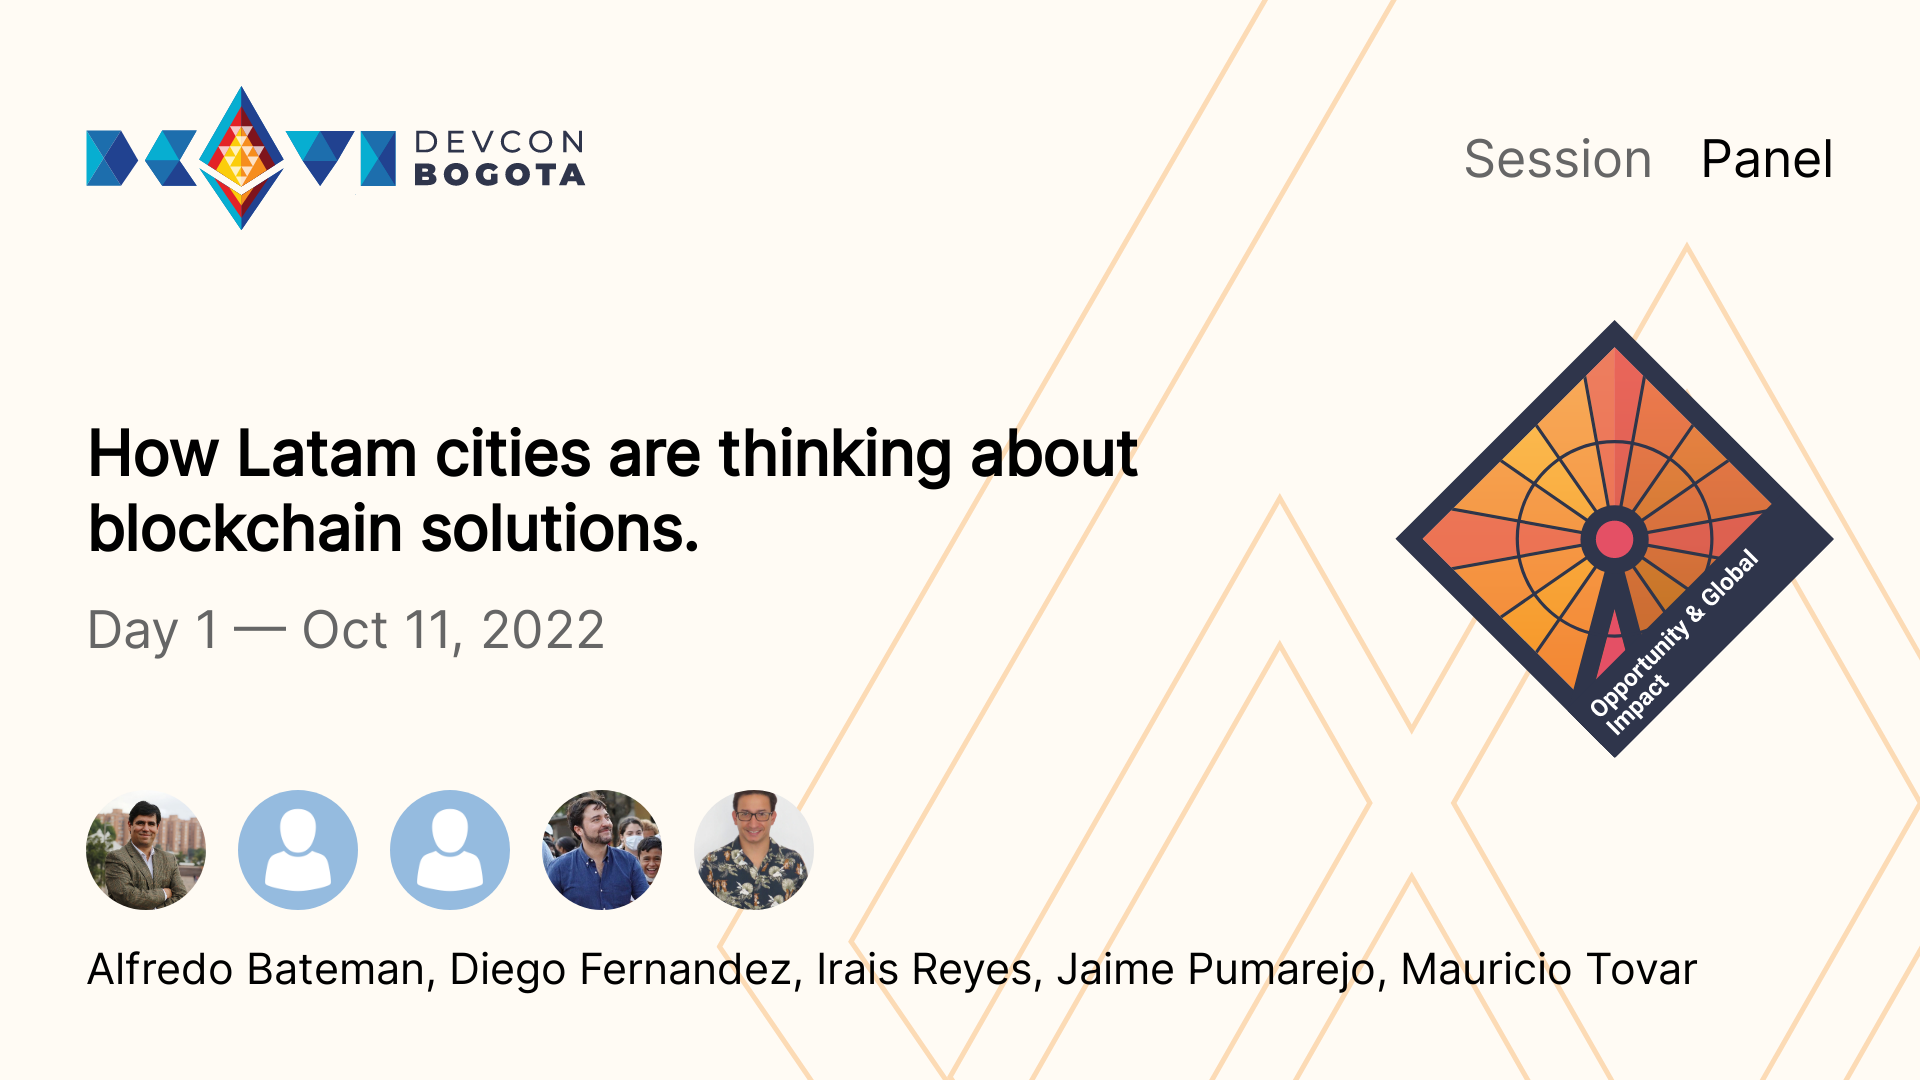 DEVCON
BOGOTA
Session Panel
How Latam cities are thinking about
blockchain solutions.
Day 1 — Oct 11, 2022
Opportunity & Global
Impact
Alfredo Bateman, Diego Fernandez, Irais Reyes, Jaime Pumarejo, Mauricio Tovar